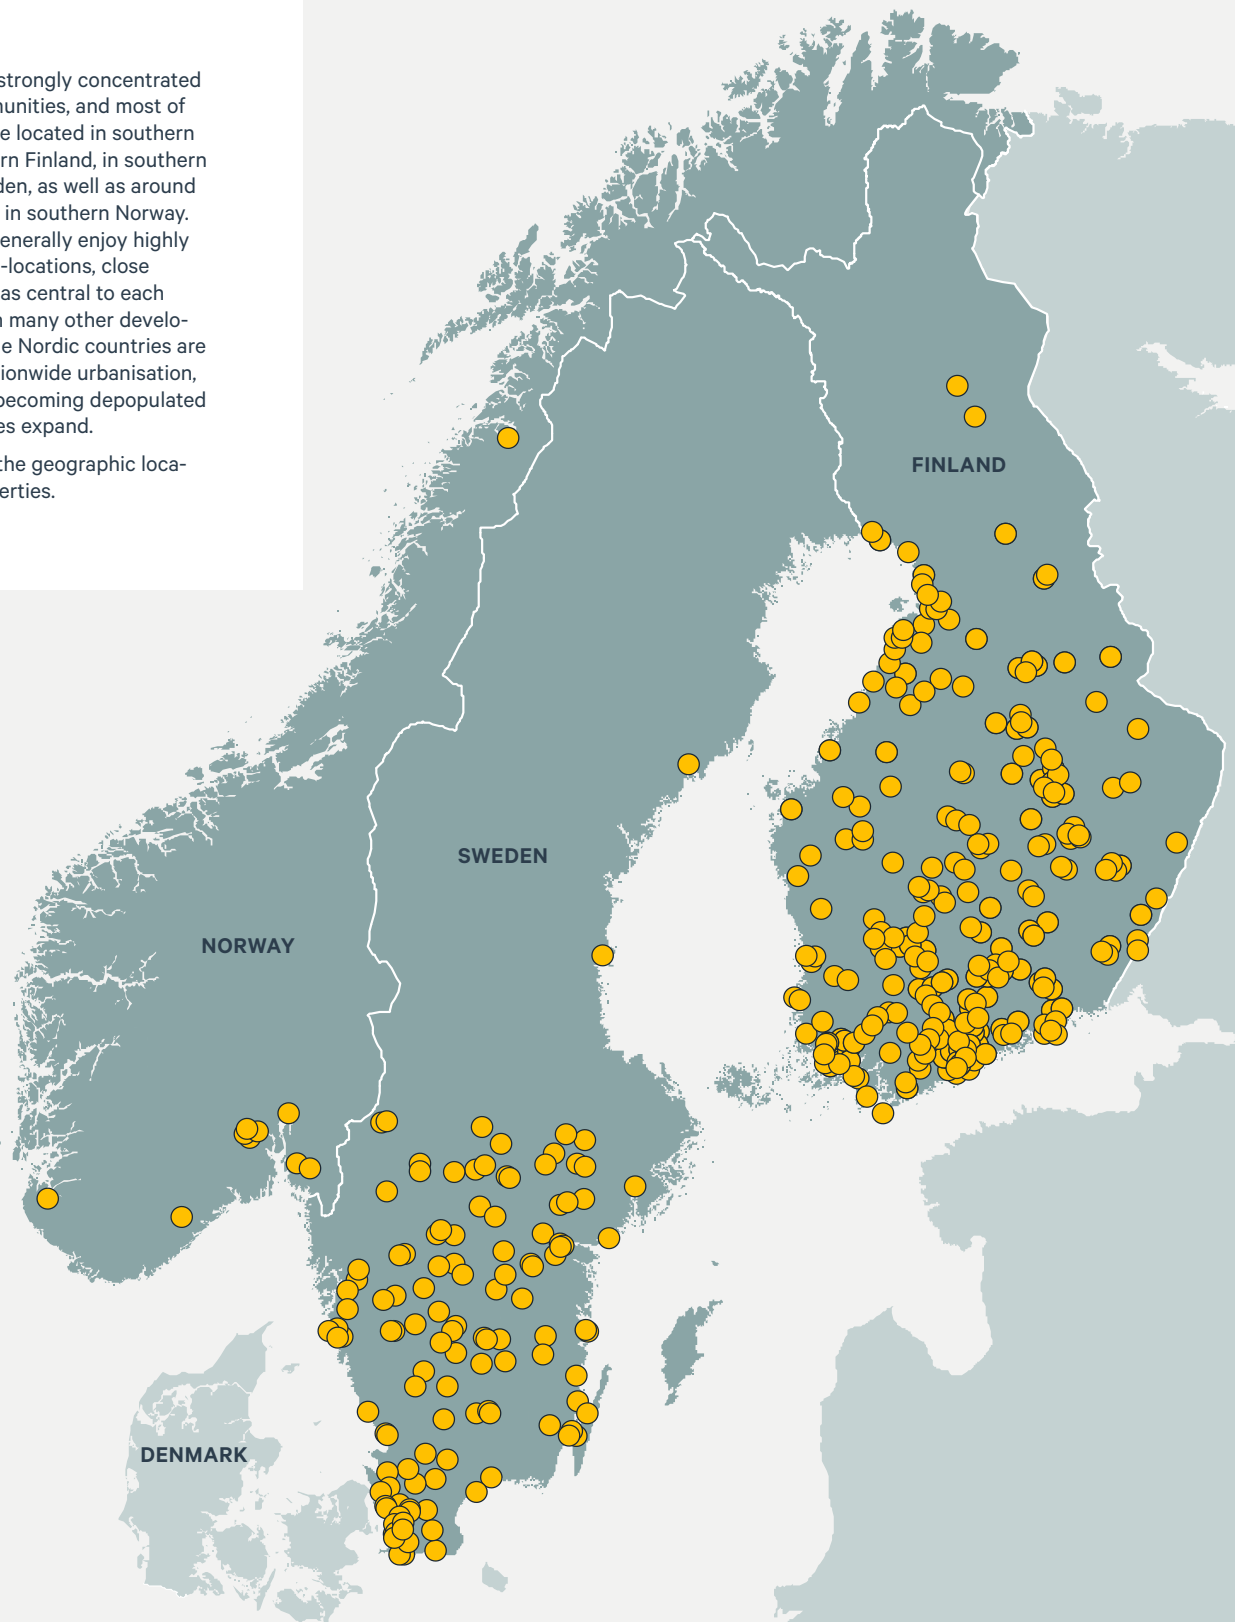 strongly concentrated
munities, and most of
e located in southern
rn Finland, in southern
den, as well as around
in southern Norway.
enerally enjoy highly
-locations, close
as central to each
n many other develo-
e Nordic countries are
ionwide urbanisation,
becoming depopulated
es expand.
the geographic loca-
erties.
FINLAND
SWEDEN
NORWAY
DENMARK